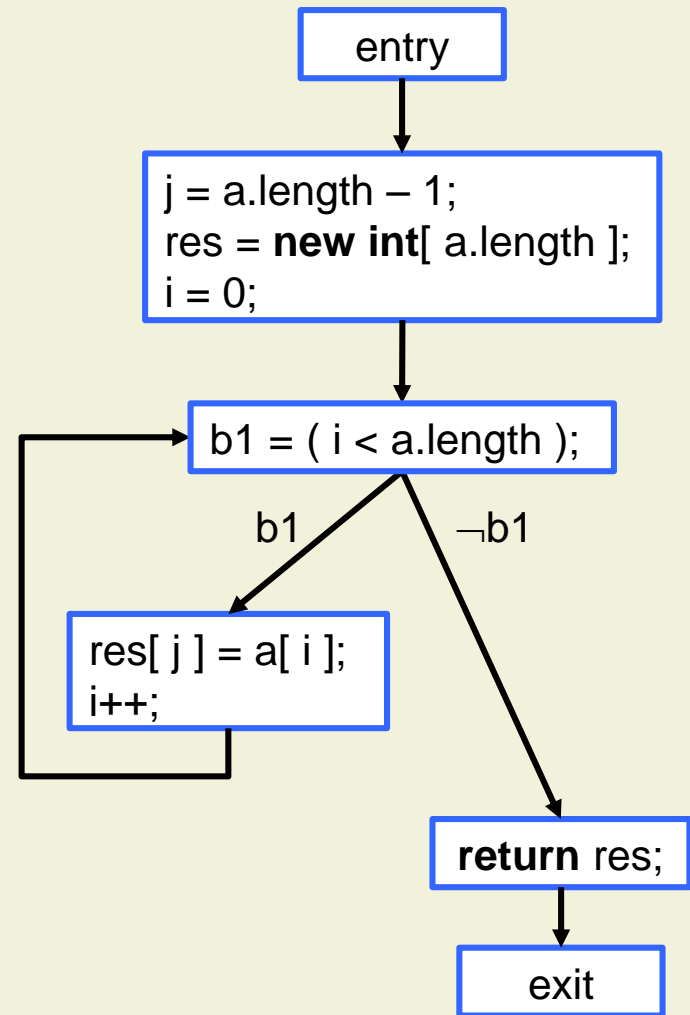 entry
j = a.length – 1;
res = new int[ a.length ];
i = 0;
b1 = ( i < a.length );
b1
¬b1
res[ j ] = a[ i ];
i++;
return res;
exit